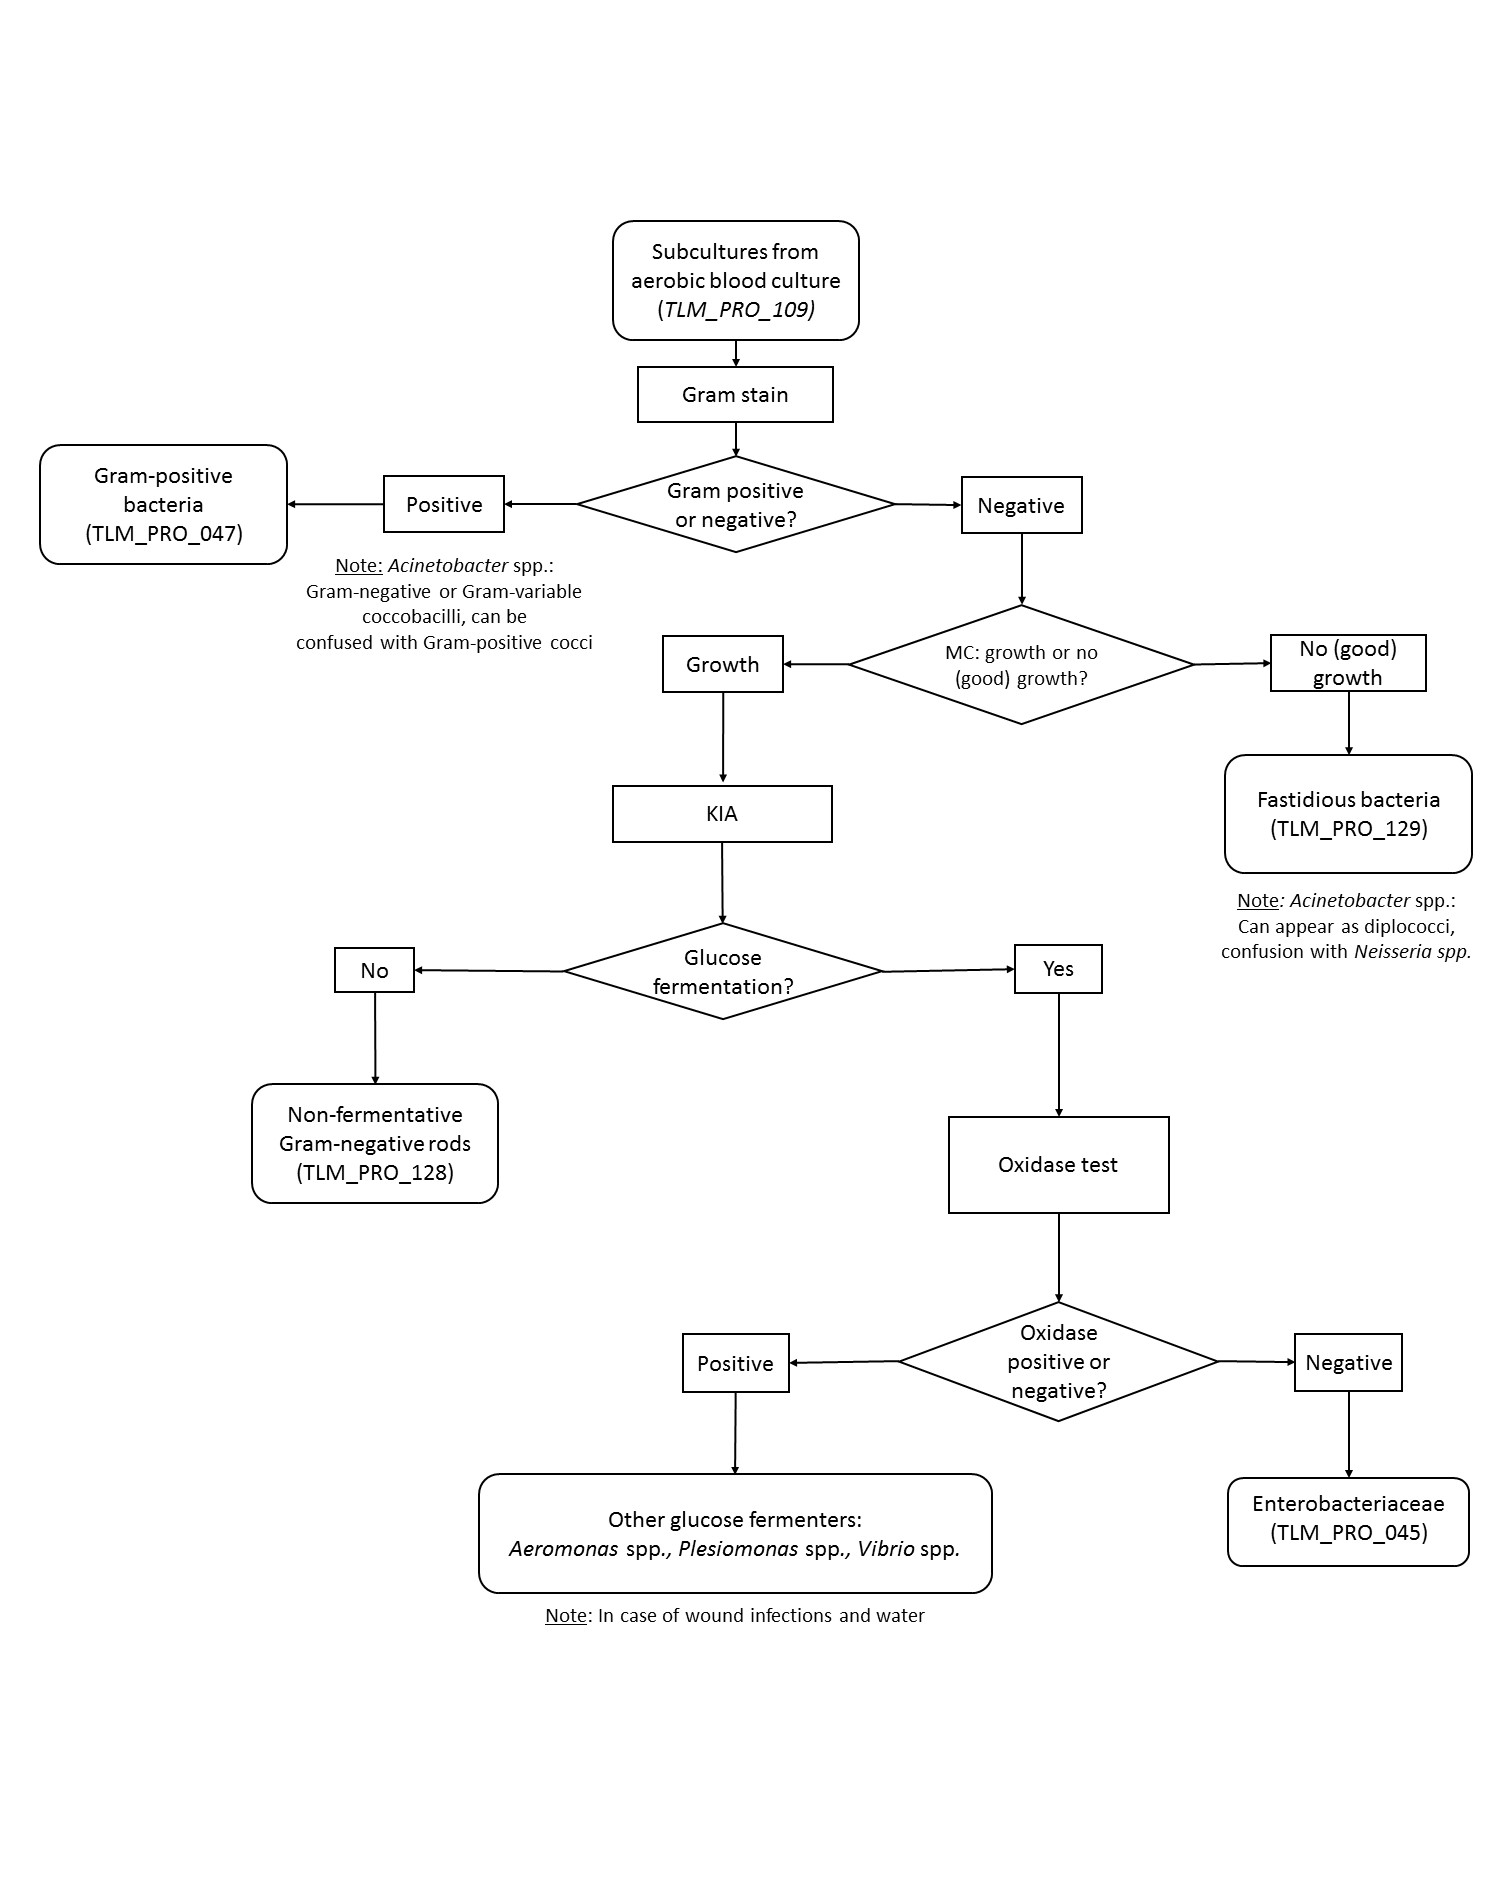 Subcultures from
aerobic blood culture
(TLM_PRO_109)
Gram stain
Gram positive
or negative?
Positive
Gram-positive
bacteria
(TLM_PRO_047)
Note: Acinetobacter spp.:
Gram-negative or Gram-variable
coccobacilli, can be
confused with Gram-positive cocci
Negative
MC: growth or no
(good) growth?
Growth
No (good)
growth
Fastidious bacteria
(TLM_PRO_129)
Note: Acinetobacter spp.:
Can appear as diplococci,
confusion with Neisseria spp.
KIA
Glucose
fermentation?
No
Yes
Non-fermentative
Gram-negative rods
(TLM_PRO_128)
Oxidase test
Oxidase
positive or
negative?
Positive
Negative
Other glucose fermenters:
Aeromonas spp., Plesiomonas spp., Vibrio spp.
Note: In case of wound infections and water
Enterobacteriaceae
(TLM_PRO_045)